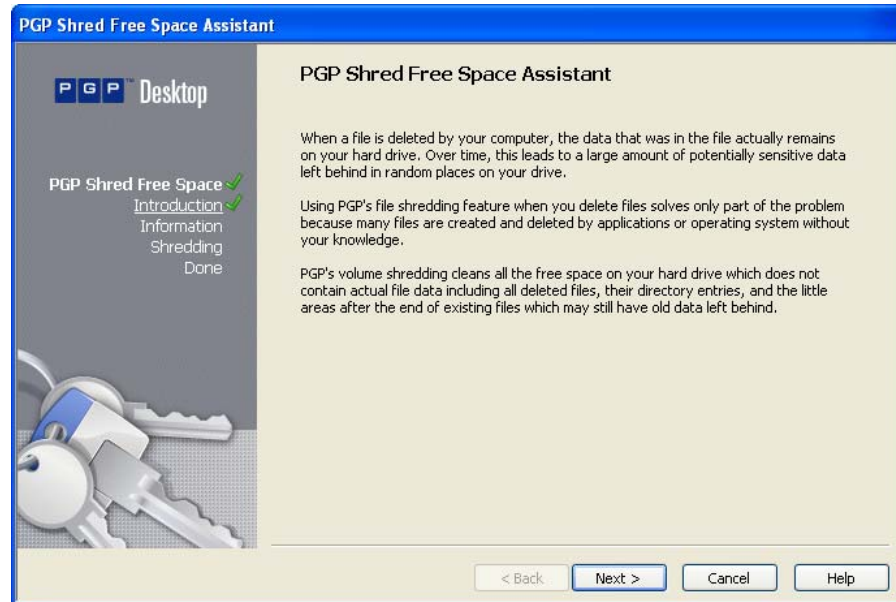 PGP Shred Free Space Assistant
PGP™ Desktop
PGP Shred Free Space
Introduction
Information
Shredding
Done
PGP Shred Free Space Assistant
When a file is deleted by your computer, the data that was in the file actually remains
on your hard drive. Over time, this leads to a large amount of potentially sensitive data
left behind in random places on your drive.
Using PGP's file shredding feature when you delete files solves only part of the problem
because many files are created and deleted by applications or operating system without
your knowledge.
PGP's volume shredding cleans all the free space on your hard drive which does not
contain actual file data including all deleted files, their directory entries, and the little
areas after the end of existing files which may still have old data left behind.
< Back
Next >
Cancel
Help